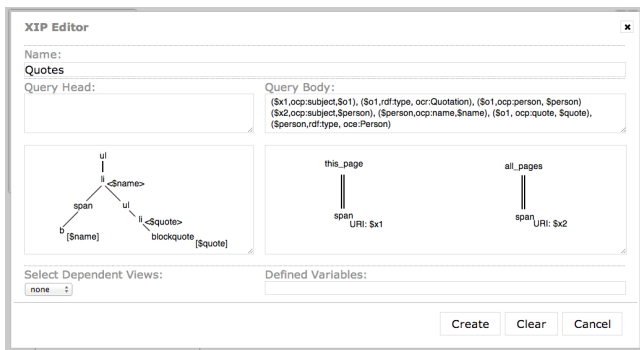 XIP Editor
Name:
Quotes
Query Head:
Query Body:
($x1,ocp:subject,$o1), ($o1,rdf:type, ocr:Quotation), ($o1,ocp:person, $person)
($x2,ocp:subject,$person), ($person,ocp:name,$name), ($o1, ocp:quote, $quote),
($person,rdf:type, oce:Person)
ul
li <$name>
span ul
li <$quote>
b [$name]
blockquote [$quote]
this_page
span
URI: $x1
all_pages
span
URI: $x2
Select Dependent Views:
none
Defined Variables:
Create Clear Cancel